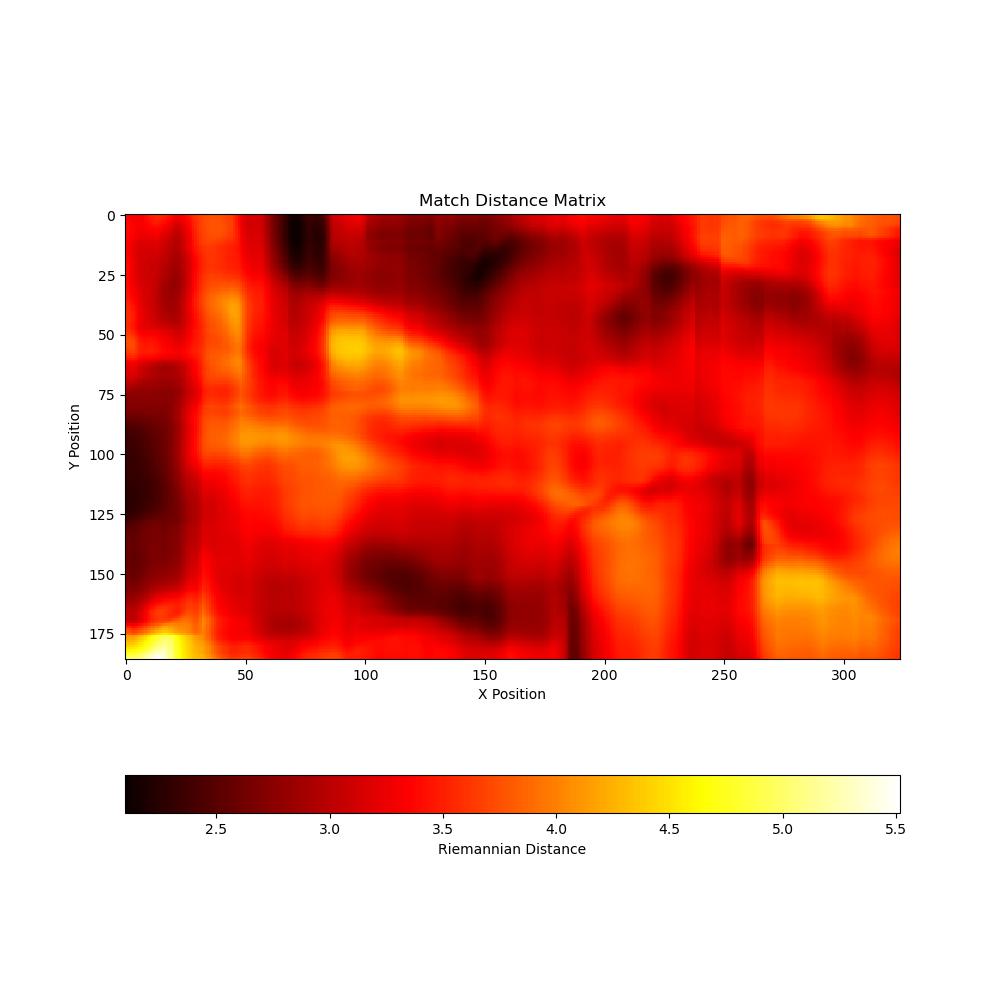 Match Distance Matrix
0
25
50
75
100
125
150
175
Y Position
0 50 100 150 200 250 300
X Position
2.5 3.0 3.5 4.0 4.5 5.0 5.5
Riemannian Distance